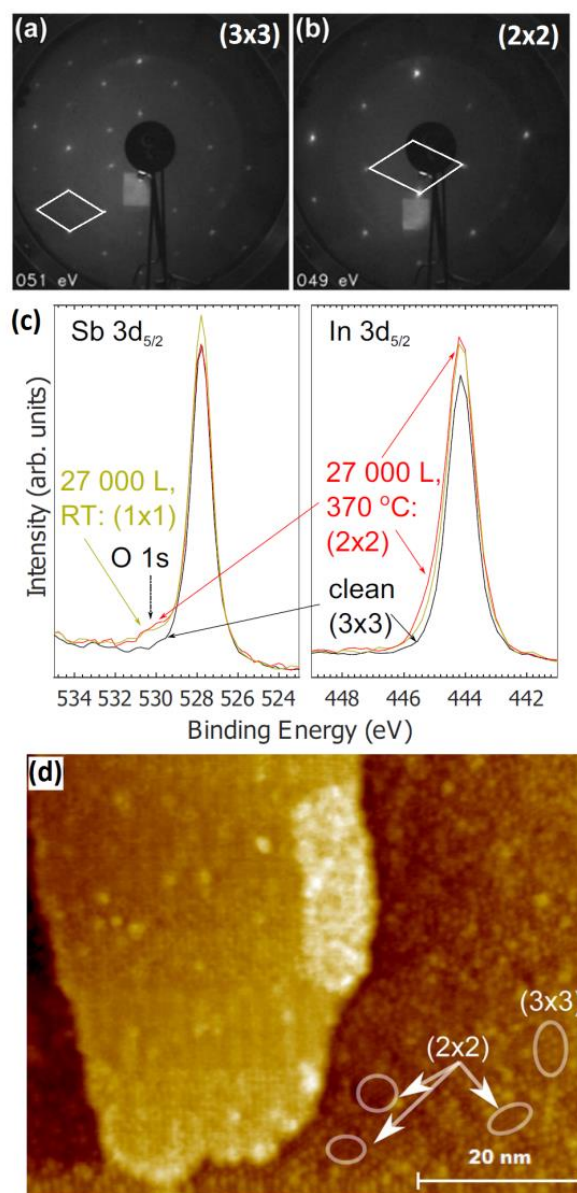 (a)
(3x3)
(b)
(2x2)
051 eV
049 eV
(c)
Sb 3d5/2
In 3d5/2
27 000 L,
RT: (1x1)
O 1s
27 000 L,
370 °C:
(2x2)
clean
(3x3)
Intensity (arb. units)
534 532 530 528 526 524
448 446 444 442
Binding Energy (eV)
(d)
(3x3)
(2x2)
20 nm